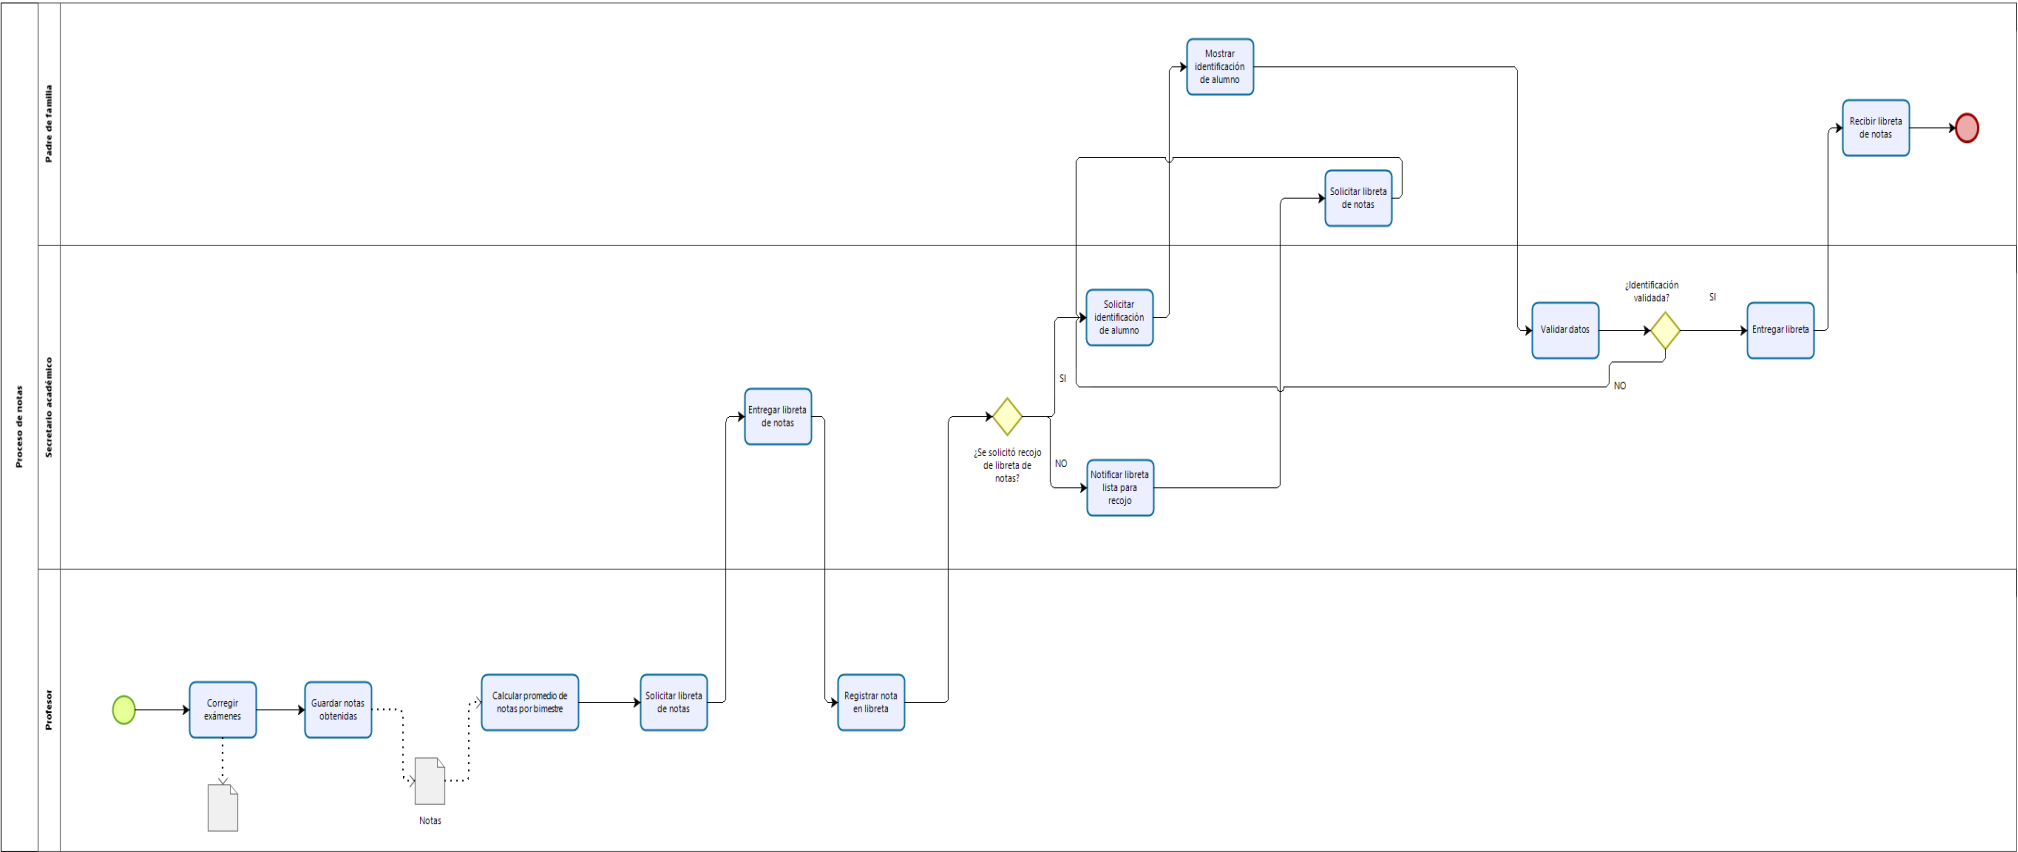 Proceso de notas
Padre de familia
Mostrar
identificación
de alumno
Recibir libreta
de notas
Solicitar libreta
de notas
Secretario académico
Solicitar
identificación
de alumno
¿Identificación
validada?
SI
Validar datos
Entregar libreta
NO
SI
Entregar libreta
de notas
¿Se solicitó recojo
de libreta de
notas?
NO
Notificar libreta
lista para
recojo
Profesor
Corregir
exámenes
Guardar notas
obtenidas
Calcular promedio de
notas por bimestre
Solicitar libreta
de notas
Registrar nota
en libreta
Notas